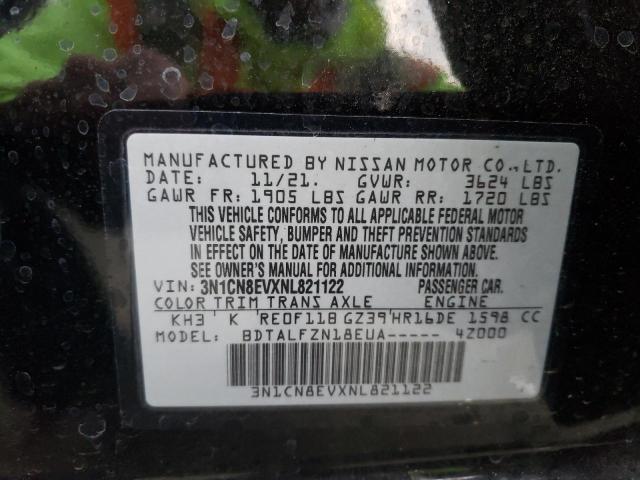 MANUFACTURED BY NISSAN MOTOR CO.,LTD.
DATE: 11/21. GVWR: 3624 LBS
GAWR FR: 1905 LBS GAWR RR: 1720 LBS
THIS VEHICLE CONFORMS TO ALL APPLICABLE FEDERAL MOTOR
VEHICLE SAFETY, BUMPER AND THEFT PREVENTION STANDARDS
IN EFFECT ON THE DATE OF MANUFACTURE SHOWN ABOVE.
SEE OWNER'S MANUAL FOR ADDITIONAL INFORMATION.
VIN: 3N1CN8EVXNL821122 PASSENGER CAR
COLOR TRIM TRANS AXLE ENGINE
KH3 K RE0F11B GZ39 HR16DE 1598 CC
MODEL: BDTALFZN18EUA----- 4Z000
3N1CN8EVXNL821122